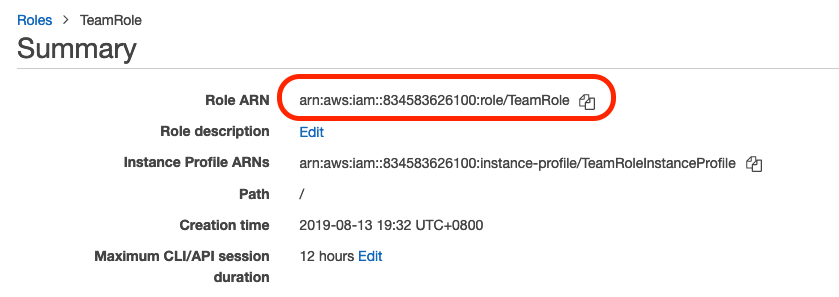 Roles > TeamRole
Summary
Role ARN arn:aws:iam::834583626100:role/TeamRole
Role description Edit
Instance Profile ARNs arn:aws:iam::834583626100:instance-profile/TeamRoleInstanceProfile
Path /
Creation time 2019-08-13 19:32 UTC+0800
Maximum CLI/API session 12 hours Edit
duration